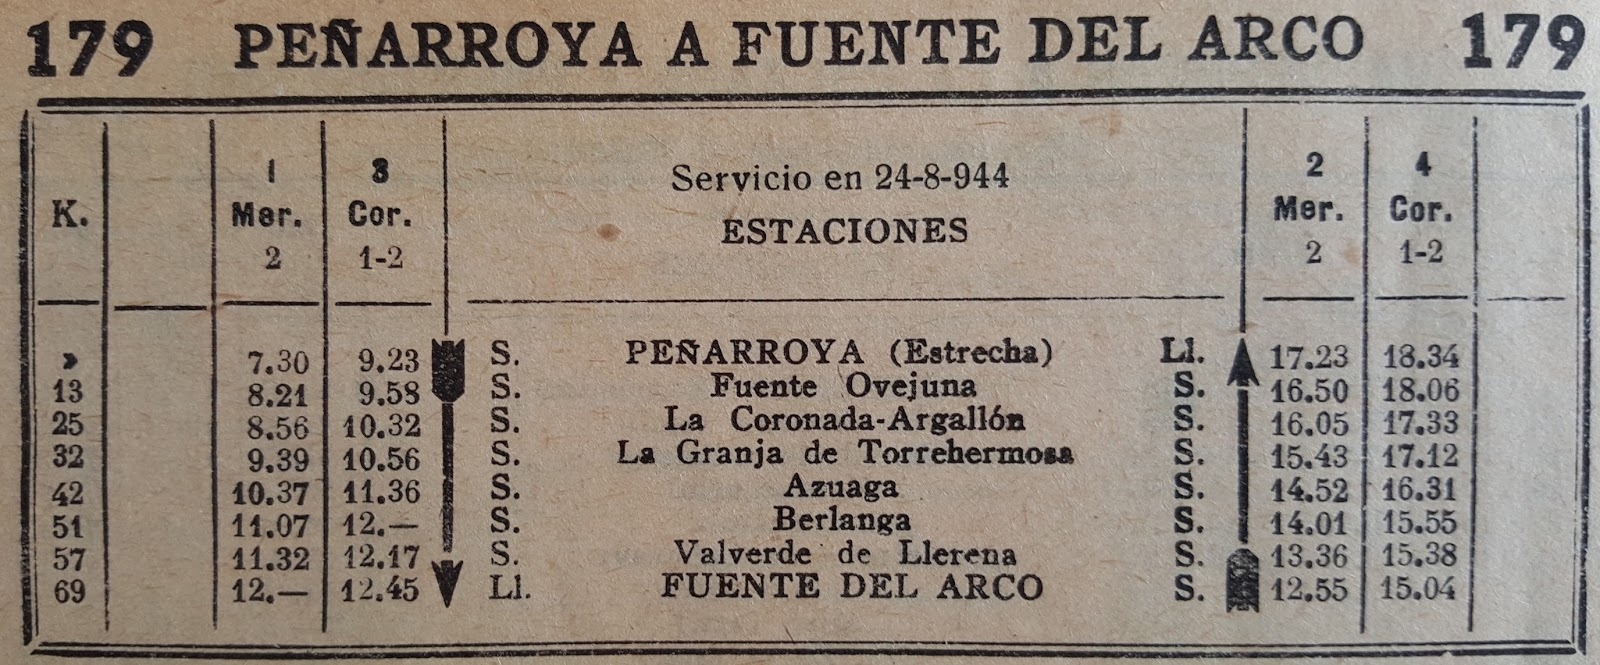 179 PEÑARROYA A FUENTE DEL ARCO 179
K. 1 Mer. 2 3 Cor. 1-2 Servicio en 24-8-944 ESTACIONES 2 Mer. 2 4 Cor. 1-2
» 7.30 9.23 S. PEÑARROYA (Estrecha) Ll. 17.23 18.34
13 8.21 9.58 S. Fuente Ovejuna S. 16.50 18.06
25 8.56 10.32 S. La Coronada-Argallón S. 16.05 17.33
32 9.39 10.56 S. La Granja de Torrehermosa S. 15.43 17.12
42 10.37 11.36 S. Azuaga S. 14.52 16.31
51 11.07 12.— S. Berlanga S. 14.01 15.55
57 11.32 12.17 S. Valverde de Llerena S. 13.36 15.38
69 12.— 12.45 Ll. FUENTE DEL ARCO S. 12.55 15.04